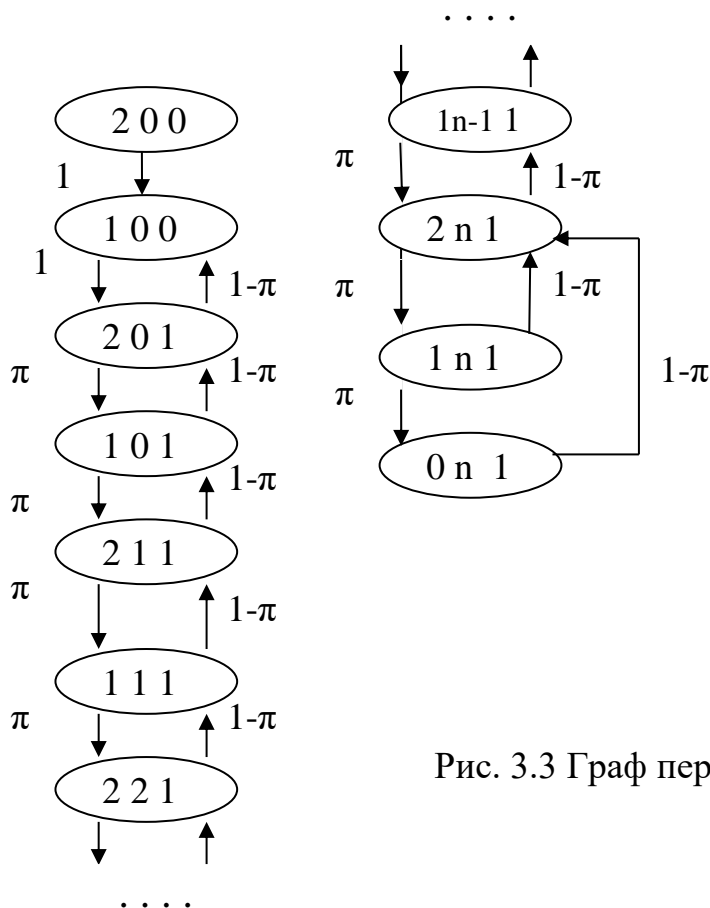 . . . .
2 0 0
1
1 0 0
1
1-π
2 0 1
π
1-π
1 0 1
π
1-π
2 1 1
π
1-π
1 1 1
π
1-π
2 2 1
. . . .
1n-1 1
π
1-π
2 n 1
π
1-π
1 n 1
π
1-π
0 n 1
Рис. 3.3 Граф пер